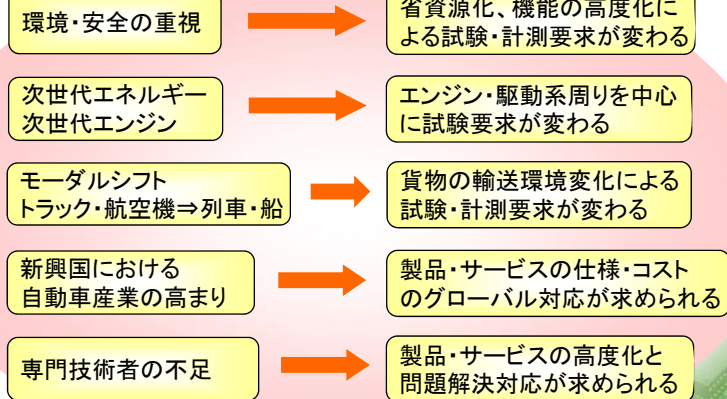 環境・安全の重視
省資源化、機能の高度化に
よる試験・計測要求が変わる
次世代エネルギー
次世代エンジン
エンジン・駆動系周りを中心
に試験要求が変わる
モーダルシフト
トラック・航空機⇒列車・船
貨物の輸送環境変化による
試験・計測要求が変わる
新興国における
自動車産業の高まり
製品・サービスの仕様・コスト
のグローバル対応が求められる
専門技術者の不足
製品・サービスの高度化と
問題解決対応が求められる